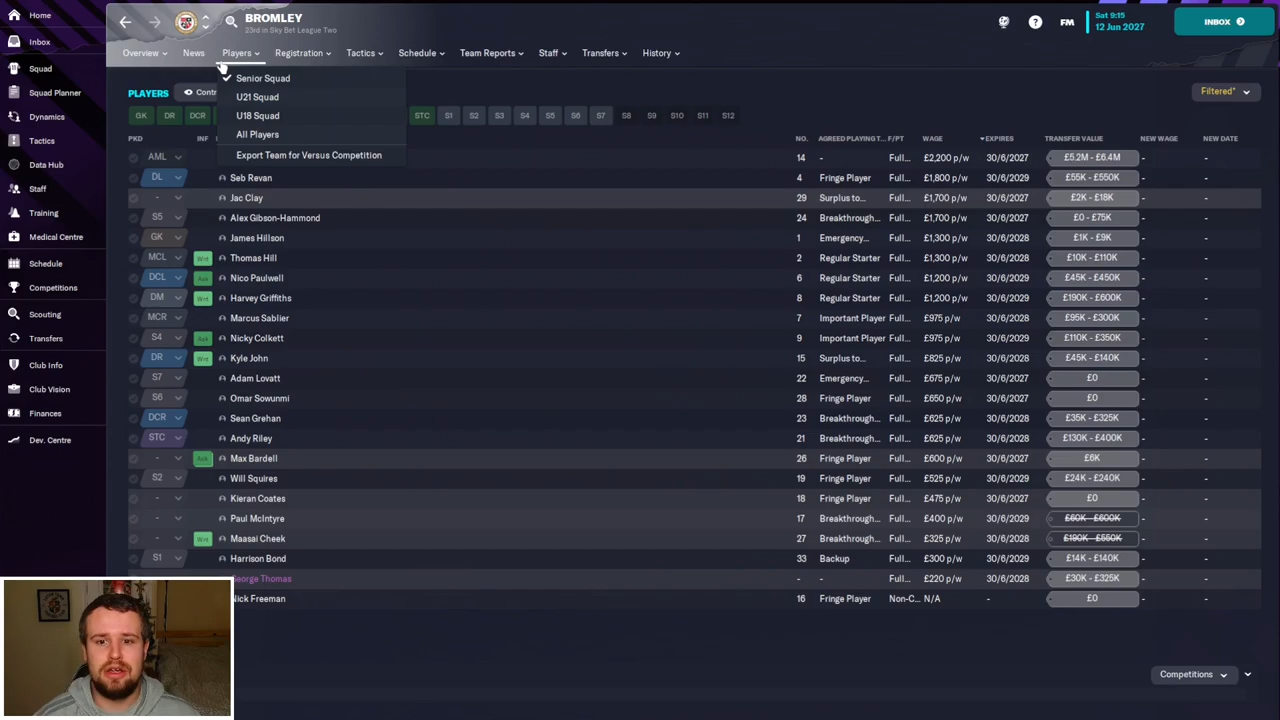 Home
BROMLEY
23rd in Sky Bet League Two
FM
Sat 9:15
12 Jun 2027
INBOX
Inbox
Overview
News
Players
Registration
Tactics
Schedule
Team Reports
Staff
Transfers
History
Squad
Squad Planner
Dynamics
Tactics
Data Hub
Staff
Training
Medical Centre
Schedule
Competitions
Scouting
Transfers
Club Info
Club Vision
Finances
Dev. Centre
Senior Squad
U21 Squad
U18 Squad
All Players
Export Team for Versus Competition
PLAYERS
Contr
Filtered*
GK DR DCR STC S1 S2 S3 S4 S5 S6 S7 S8 S9 S10 S11 S12
PKD INF NO. AGREED PLAYING T... F/PT WAGE EXPIRES TRANSFER VALUE NEW WAGE NEW DATE
AML 14 - Full... £2,200 p/w 30/6/2027 £5.2M - £6.4M - -
DL Seb Revan 4 Fringe Player Full... £1,800 p/w 30/6/2029 £55K - £550K - -
- Jac Clay 29 Surplus to... Full... £1,700 p/w 30/6/2027 £2K - £18K - -
S5 Alex Gibson-Hammond 24 Breakthrough... Full... £1,700 p/w 30/6/2027 £0 - £75K - -
GK James Hillson 1 Emergency... Full... £1,300 p/w 30/6/2028 £1K - £9K - -
MCL Wnt Thomas Hill 2 Regular Starter Full... £1,300 p/w 30/6/2028 £10K - £110K - -
DCL Ask Nico Paulwell 6 Regular Starter Full... £1,200 p/w 30/6/2029 £45K - £450K - -
DM Wnt Harvey Griffiths 8 Regular Starter Full... £1,200 p/w 30/6/2029 £190K - £600K - -
MCR Marcus Sablier 7 Important Player Full... £975 p/w 30/6/2028 £95K - £300K - -
S4 Ask Nicky Colkett 9 Important Player Full... £975 p/w 30/6/2029 £110K - £350K - -
DR Wnt Kyle John 15 Surplus to... Full... £825 p/w 30/6/2028 £45K - £140K - -
S7 Adam Lovatt 22 Emergency... Full... £675 p/w 30/6/2027 £0 - -
S6 Omar Sowunmi 28 Fringe Player Full... £650 p/w 30/6/2027 £0 - -
DCR Sean Grehan 23 Breakthrough... Full... £625 p/w 30/6/2028 £35K - £325K - -
STC Andy Riley 21 Breakthrough... Full... £625 p/w 30/6/2028 £130K - £400K - -
- Ask Max Bardell 26 Fringe Player Full... £600 p/w 30/6/2027 £6K - -
S2 Will Squires 19 Fringe Player Full... £525 p/w 30/6/2029 £24K - £240K - -
- Kieran Coates 18 Fringe Player Full... £475 p/w 30/6/2027 £0 - -
- Paul McIntyre 17 Breakthrough... Full... £400 p/w 30/6/2029 £60K - £600K - -
- Wnt Maasai Cheek 27 Breakthrough... Full... £325 p/w 30/6/2028 £190K - £550K - -
S1 Harrison Bond 33 Backup Full... £300 p/w 30/6/2029 £14K - £140K - -
George Thomas - - Full... £220 p/w 30/6/2028 £30K - £325K - -
Nick Freeman 16 Fringe Player Non-C... N/A - £0 - -
Competitions